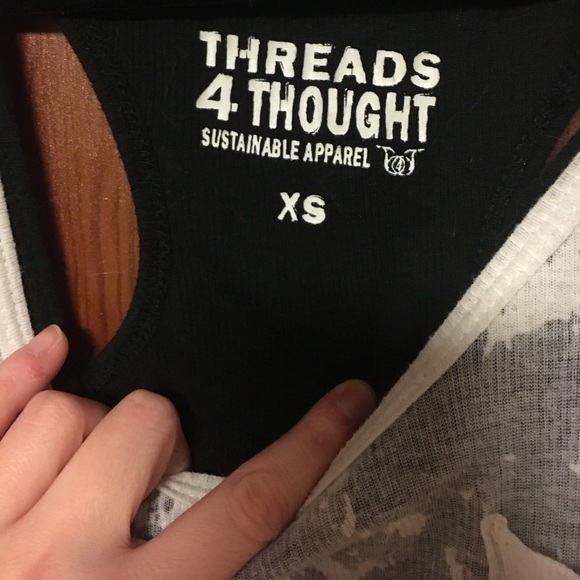 THREADS
4 THOUGHT
SUSTAINABLE APPAREL
XS